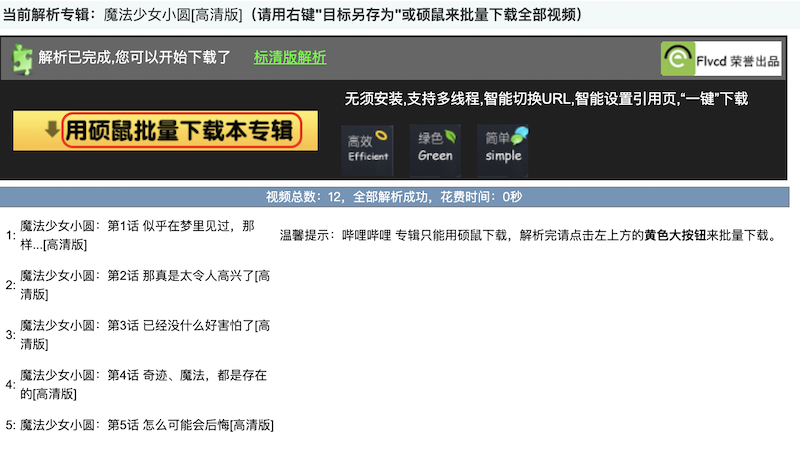 当前解析专辑：魔法少女小圆[高清版]（请用右键"目标另存为"或硕鼠来批量下载全部视频）
解析已完成,您可以开始下载了 标清版解析
Flvcd 荣誉出品
无须安装,支持多线程,智能切换URL,智能设置引用页,“一键”下载
用硕鼠批量下载本专辑
高效 绿色 简单
Efficient Green simple
视频总数：12，全部解析成功，花费时间：0秒
1: 魔法少女小圆：第1话 似乎在梦里见过，那
样...[高清版]
温馨提示：哔哩哔哩 专辑只能用硕鼠下载，解析完请点击左上方的黄色大按钮来批量下载。
2: 魔法少女小圆：第2话 那真是太令人高兴了[高
清版]
3: 魔法少女小圆：第3话 已经没什么好害怕了[高
清版]
4: 魔法少女小圆：第4话 奇迹、魔法，都是存在
的[高清版]
5: 魔法少女小圆：第5话 怎么可能会后悔[高清版]